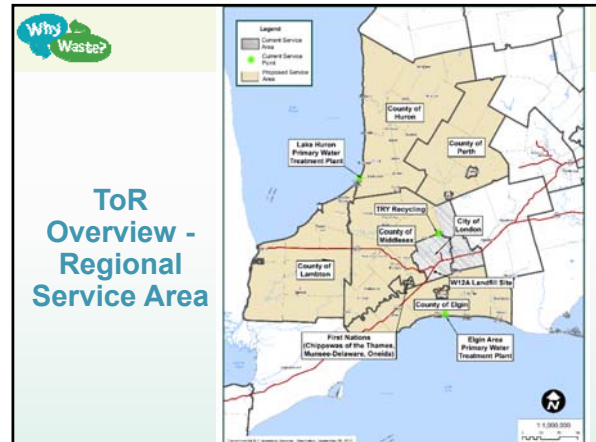 Why
Waste?
ToR
Overview -
Regional
Service Area
Legend
Current Service
Area
Current Service
Point
Proposed Service
Area
County of
Huron
County of
Perth
Lake Huron
Primary Water
Treatment Plant
TRY Recycling
City of
London
County of
Middlesex
County of
Lambton
W12A Landfill Site
County of Elgin
First Nations
(Chippewas of the Thames,
Munsee-Delaware, Oneida)
Elgin Area
Primary Water
Treatment Plant
N
1:1,000,000